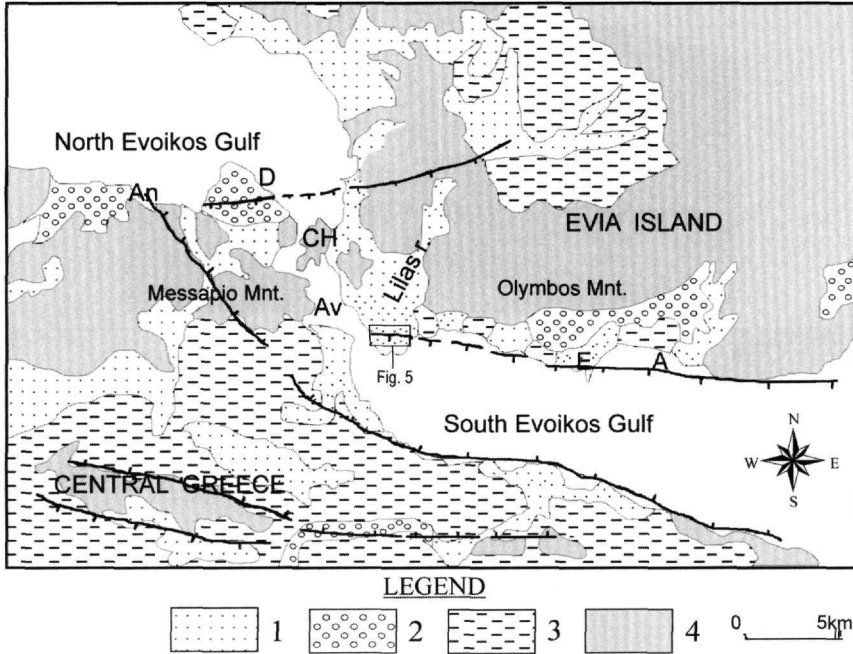 North Evoikos Gulf
D
An
CH
EVIA ISLAND
Lilas r.
Messapio Mnt.
Olymbos Mnt.
Av
E
A
Fig. 5
South Evoikos Gulf
N
W
E
S
CENTRAL GREECE
LEGEND
1
2
3
4
0
5km